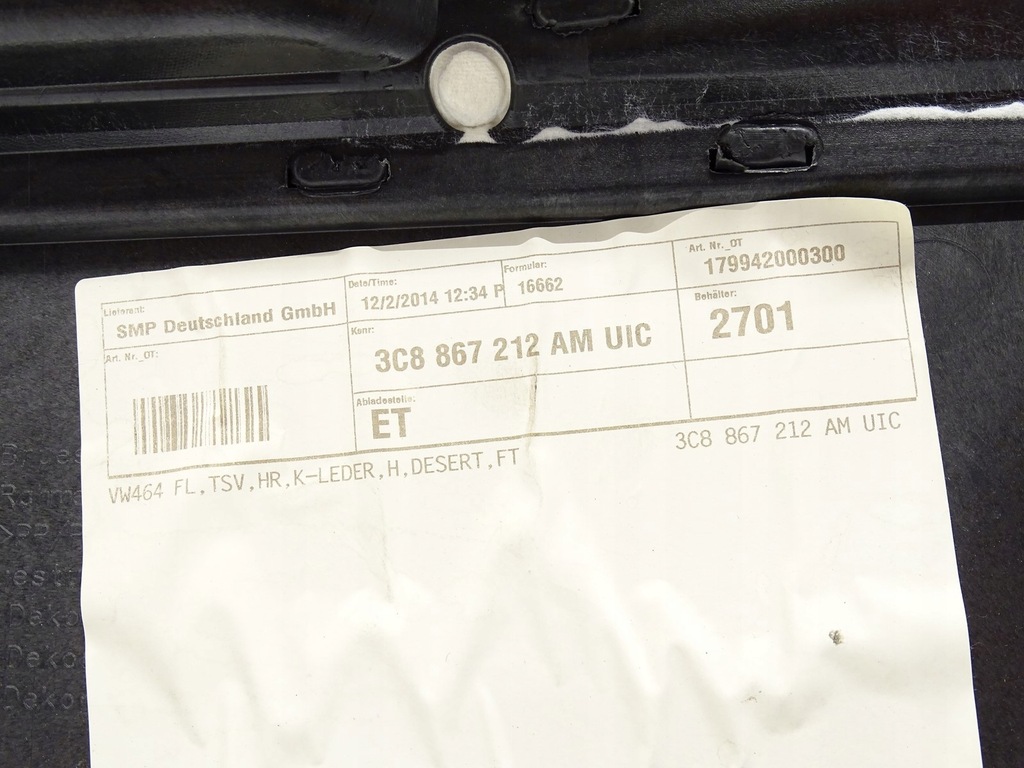 Lieferant:
SMP Deutschland GmbH
Date/Time:
12/2/2014 12:34 P
Formular:
16662
Art. Nr._OT
179942000300
Art. Nr._OT:
Konr:
3C8 867 212 AM UIC
Behälter:
2701
Abladestelle:
ET
VW464 FL,TSV,HR,K-LEDER,H,DESERT,FT
3C8 867 212 AM UIC